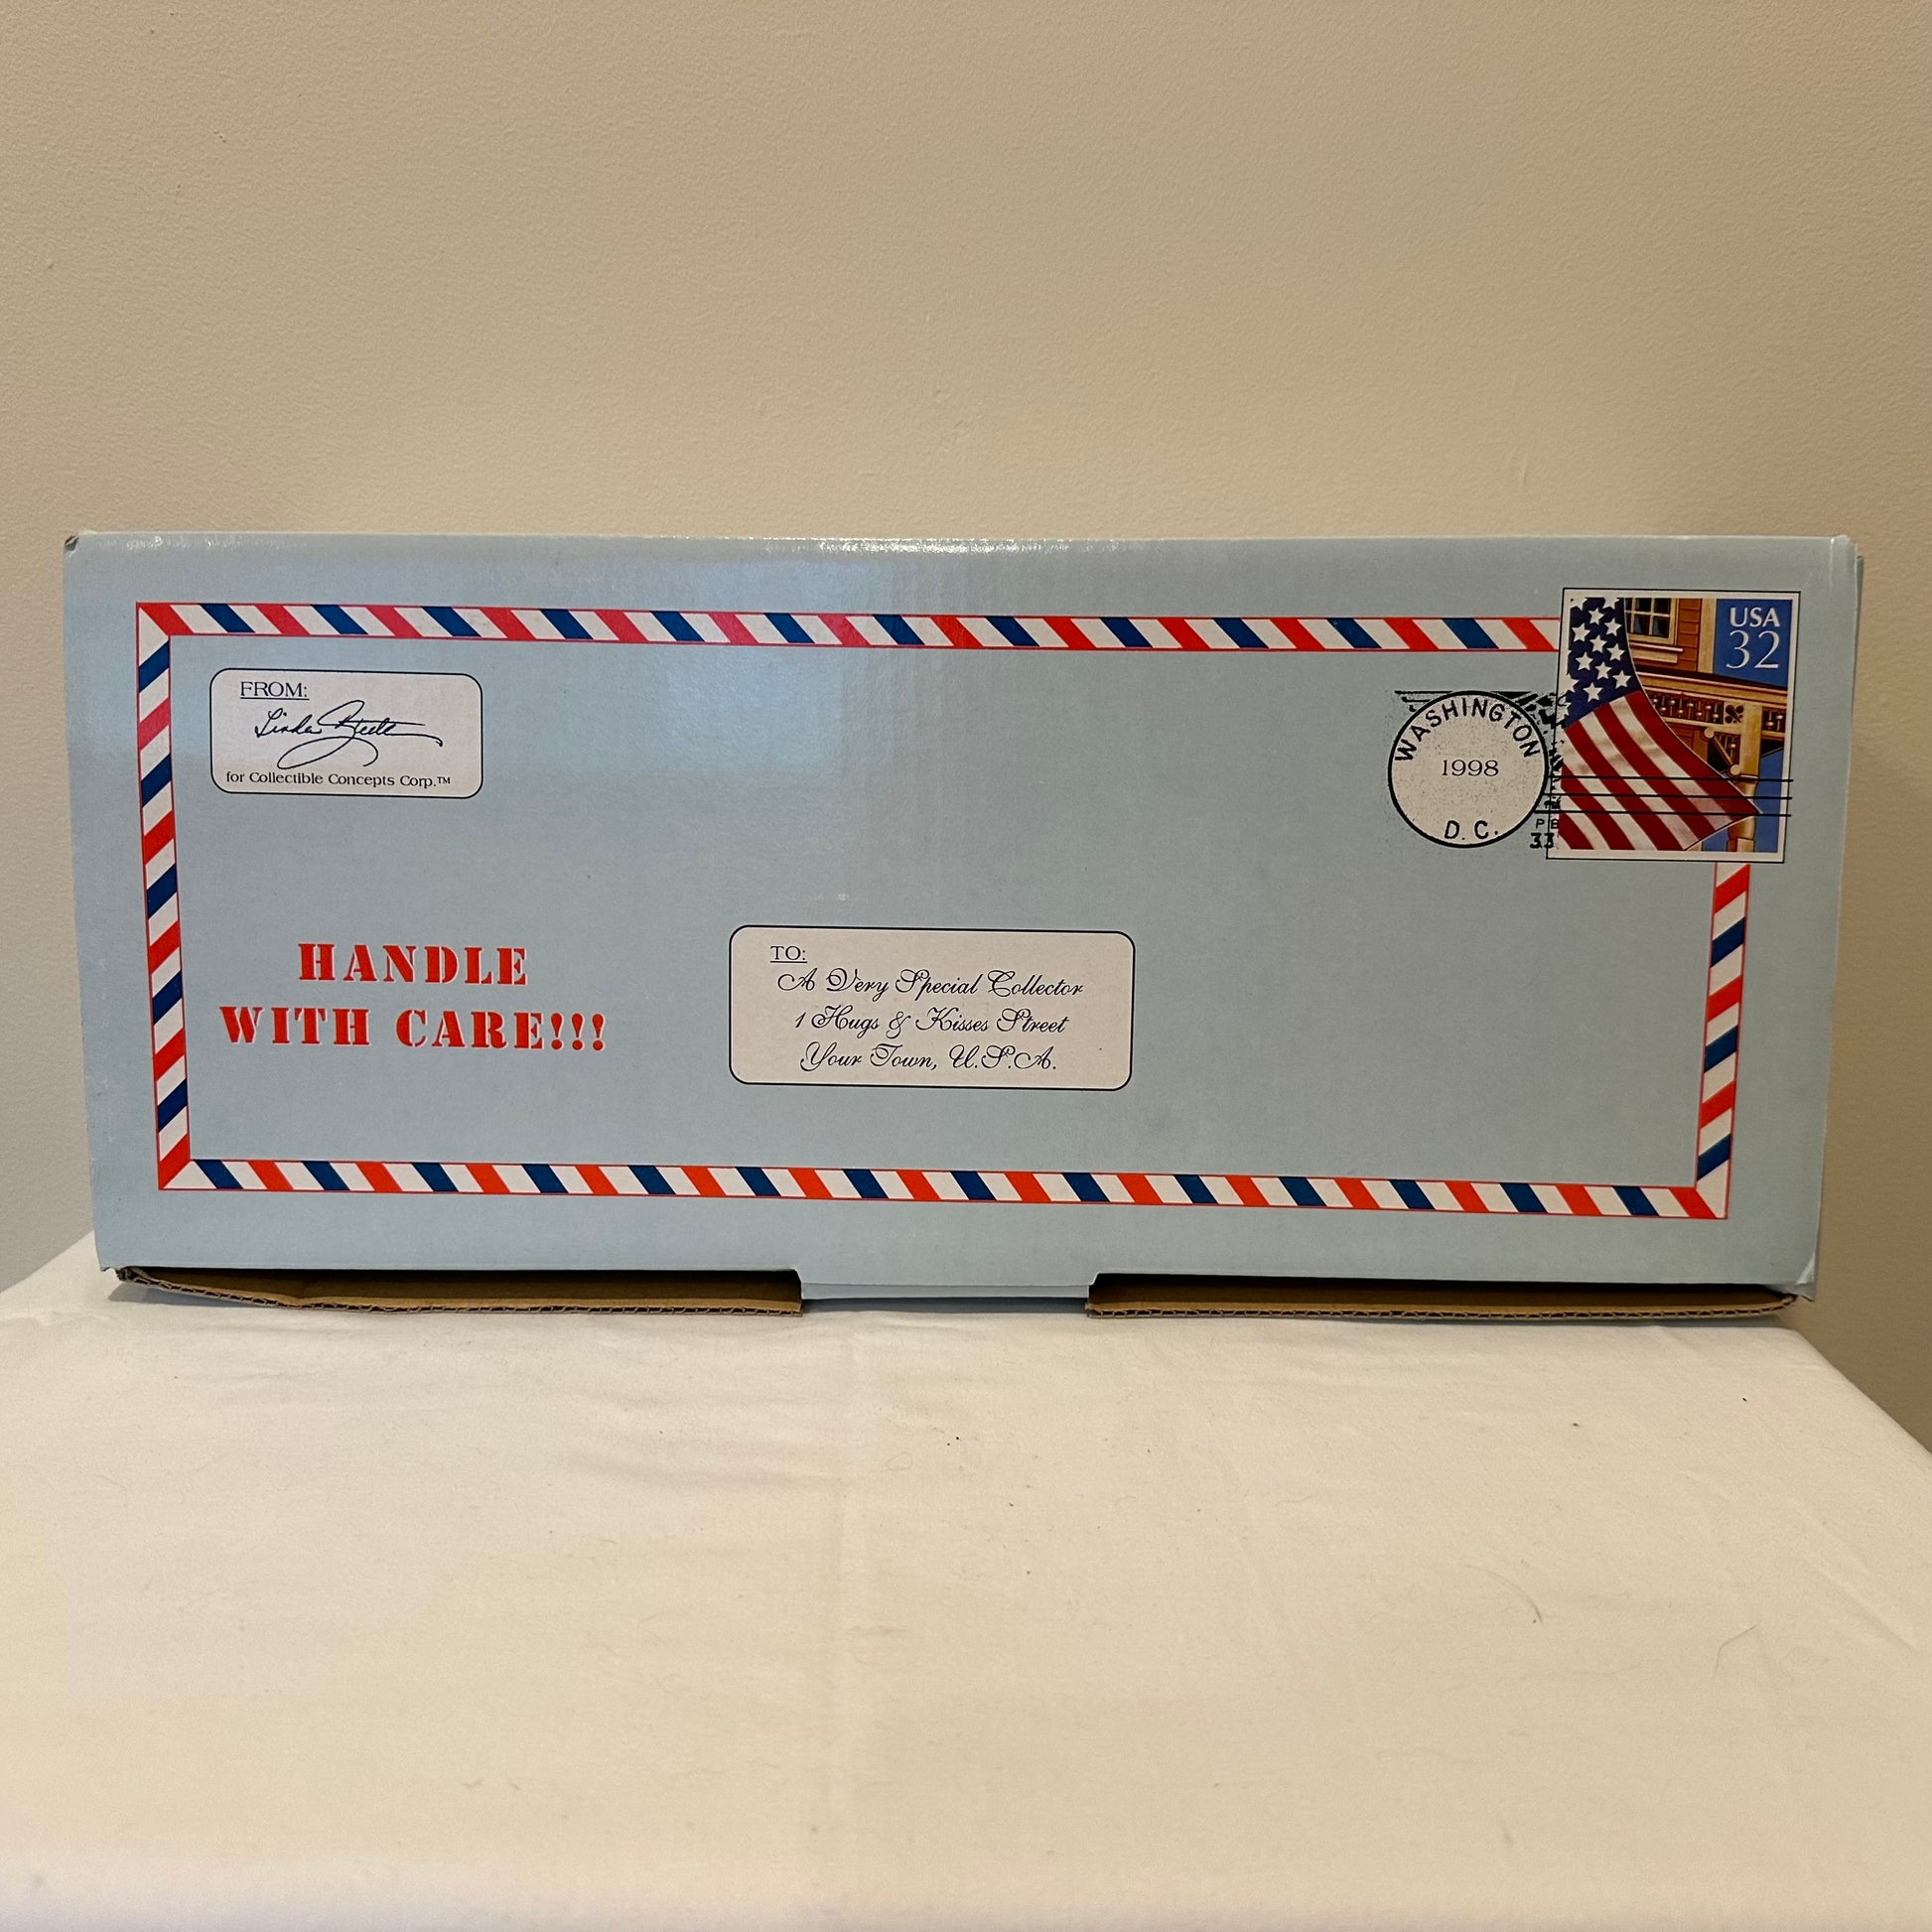 FROM:
for Collectible Concepts Corp.™
USA
32
WASHINGTON
1998
D.C.
33
HANDLE
WITH CARE!!!
TO:
A Very Special Collector
1 Hugs & Kisses Street
Your Town, U.S.A.